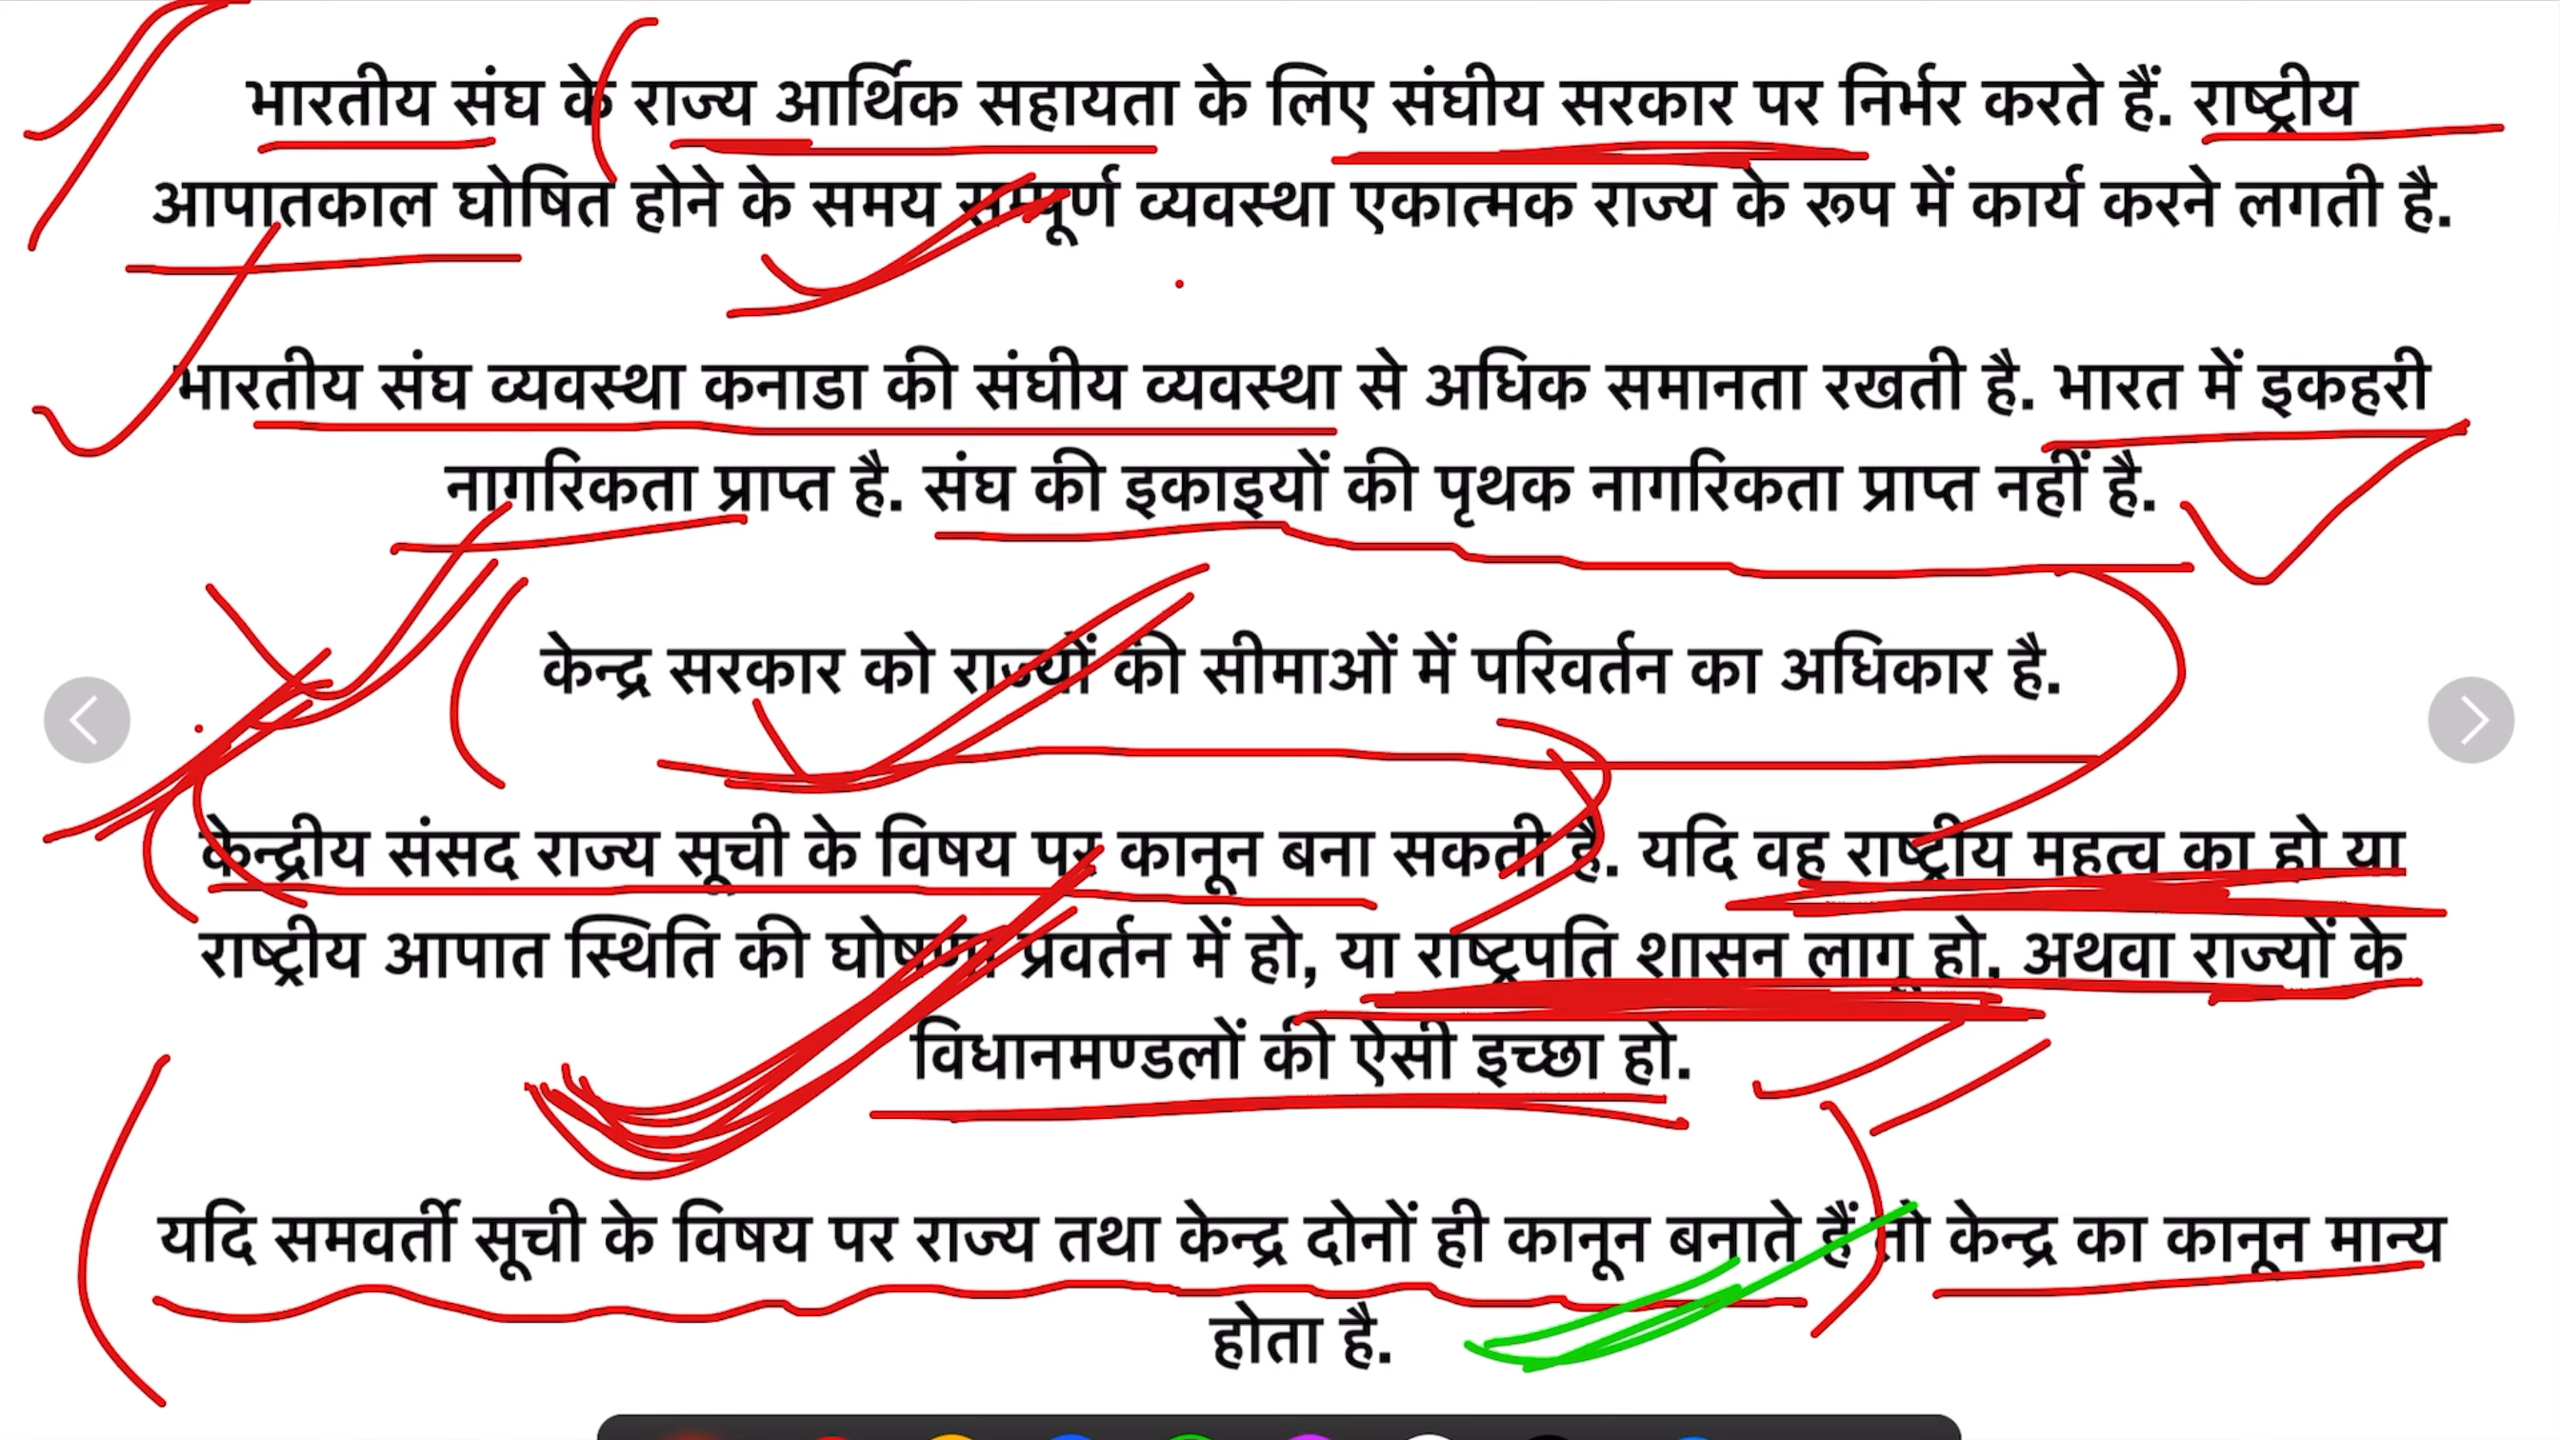 भारतीय संघ के राज्य आर्थिक सहायता के लिए संघीय सरकार पर निर्भर करते हैं. राष्ट्रीय
आपातकाल घोषित होने के समय सम्पूर्ण व्यवस्था एकात्मक राज्य के रूप में कार्य करने लगती है.
भारतीय संघ व्यवस्था कनाडा की संघीय व्यवस्था से अधिक समानता रखती है. भारत में इकहरी
नागरिकता प्राप्त है. संघ की इकाइयों की पृथक नागरिकता प्राप्त नहीं है.
केन्द्र सरकार को राज्यों की सीमाओं में परिवर्तन का अधिकार है.
केन्द्रीय संसद राज्य सूची के विषय पर कानून बना सकती है. यदि वह राष्ट्रीय महत्व का हो या
राष्ट्रीय आपात स्थिति की घोषणा प्रवर्तन में हो, या राष्ट्रपति शासन लागू हो, अथवा राज्यों के
विधानमण्डलों की ऐसी इच्छा हो.
यदि समवर्ती सूची के विषय पर राज्य तथा केन्द्र दोनों ही कानून बनाते हैं तो केन्द्र का कानून मान्य
होता है.